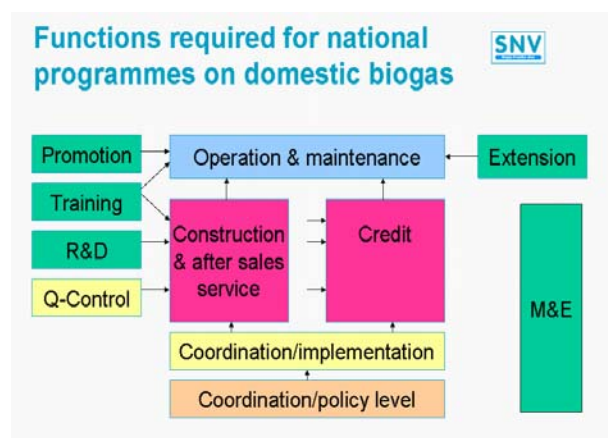 Functions required for national
programmes on domestic biogas
SNV
Promotion
Operation & maintenance
Extension
Training
R&D
Q-Control
Construction
& after sales
service
Credit
M&E
Coordination/implementation
Coordination/policy level